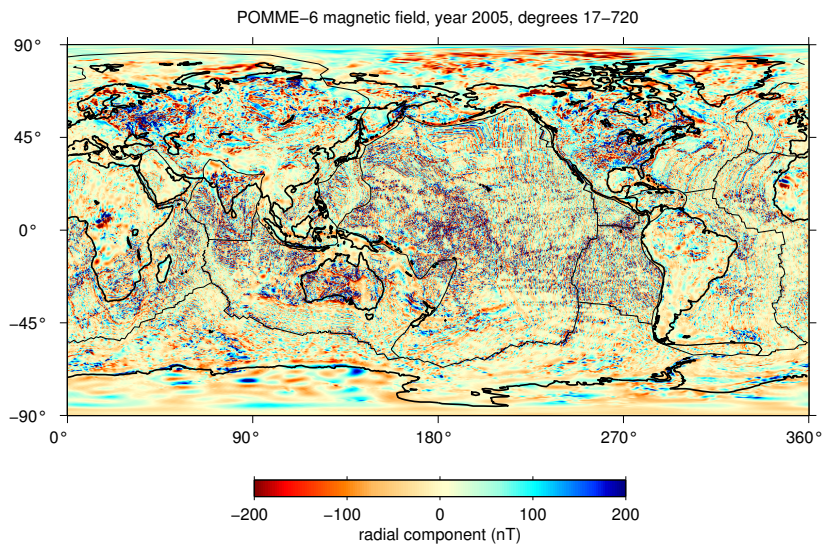 POMME−6 magnetic field, year 2005, degrees 17−720
90°
45°
0°
−45°
−90°
0° 90° 180° 270° 360°
−200 −100 0 100 200
radial component (nT)